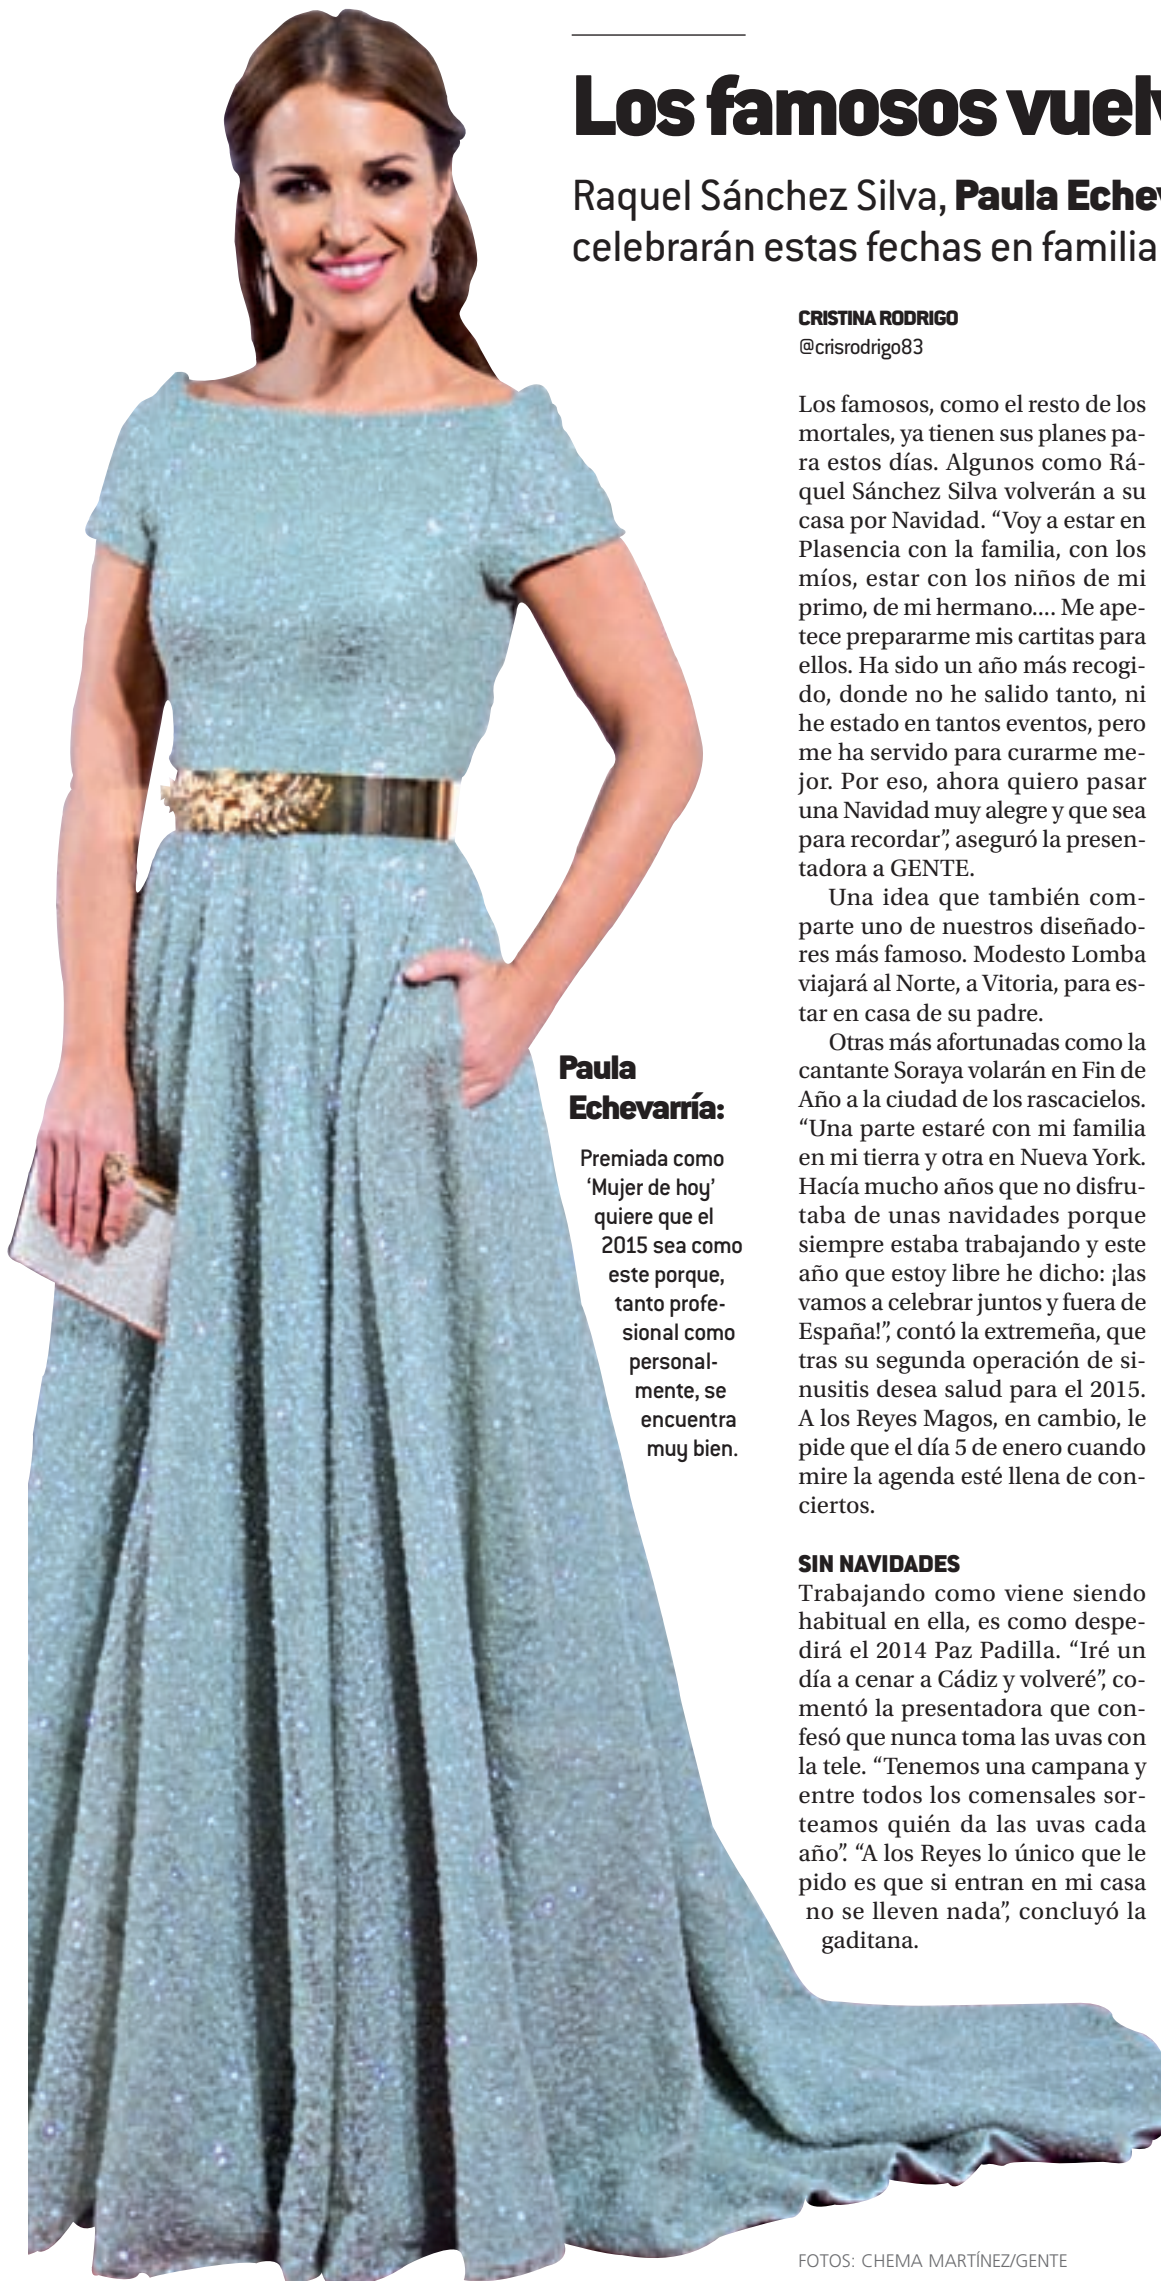 Los famosos vuelv
Raquel Sánchez Silva, Paula Echev
celebrarán estas fechas en familia
CRISTINA RODRIGO
@crisrodrigo83
Los famosos, como el resto de los
mortales, ya tienen sus planes pa-
ra estos días. Algunos como Rá-
quel Sánchez Silva volverán a su
casa por Navidad. “Voy a estar en
Plasencia con la familia, con los
míos, estar con los niños de mi
primo, de mi hermano.... Me ape-
tece prepararme mis cartitas para
ellos. Ha sido un año más recogi-
do, donde no he salido tanto, ni
he estado en tantos eventos, pero
me ha servido para curarme me-
jor. Por eso, ahora quiero pasar
una Navidad muy alegre y que sea
para recordar”, aseguró la presen-
tadora a GENTE.
Una idea que también com-
parte uno de nuestros diseñado-
res más famoso. Modesto Lomba
viajará al Norte, a Vitoria, para es-
tar en casa de su padre.
Otras más afortunadas como la
cantante Soraya volarán en Fin de
Año a la ciudad de los rascacielos.
“Una parte estaré con mi familia
en mi tierra y otra en Nueva York.
Hacía mucho años que no disfru-
taba de unas navidades porque
siempre estaba trabajando y este
año que estoy libre he dicho: ¡las
vamos a celebrar juntos y fuera de
España!”, contó la extremeña, que
tras su segunda operación de si-
nusitis desea salud para el 2015.
A los Reyes Magos, en cambio, le
pide que el día 5 de enero cuando
mire la agenda esté llena de con-
ciertos.
SIN NAVIDADES
Trabajando como viene siendo
habitual en ella, es como despe-
dirá el 2014 Paz Padilla. “Iré un
día a cenar a Cádiz y volveré”, co-
mentó la presentadora que con-
fesó que nunca toma las uvas con
la tele. “Tenemos una campana y
entre todos los comensales sor-
teamos quién da las uvas cada
año”. “A los Reyes lo único que le
pido es que si entran en mi casa
no se lleven nada”, concluyó la
gaditana.
Paula
Echevarría:
Premiada como
‘Mujer de hoy’
quiere que el
2015 sea como
este porque,
tanto profe-
sional como
personal-
mente, se
encuentra
muy bien.
FOTOS: CHEMA MARTÍNEZ/GENTE